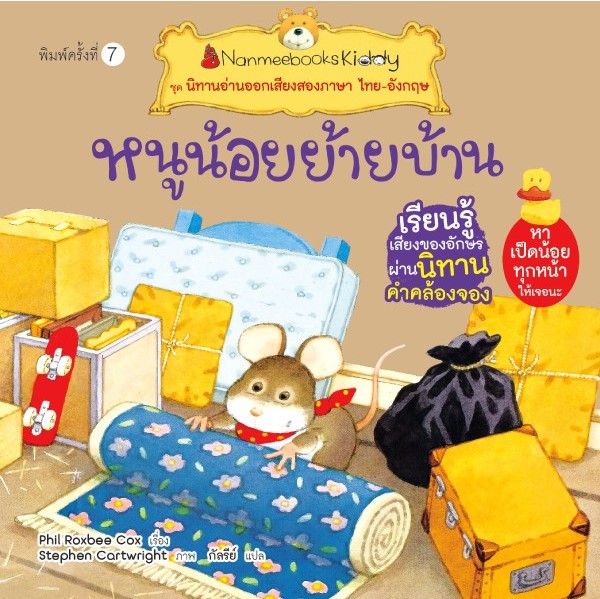 พิมพ์ครั้งที่ 7
Nanmeebooks Kiddy
ชุด นิทานอ่านออกเสียงสองภาษา ไทย-อังกฤษ
หนูน้อยย้ายบ้าน
เรียนรู้
เสียงของอักษร
ผ่านนิทาน
คำคล้องจอง
หา
เป็ดน้อย
ทุกหน้า
ให้เจอนะ
Phil Roxbee Cox เรื่อง
Stephen Cartwright ภาพ กัลรีย์ แปล